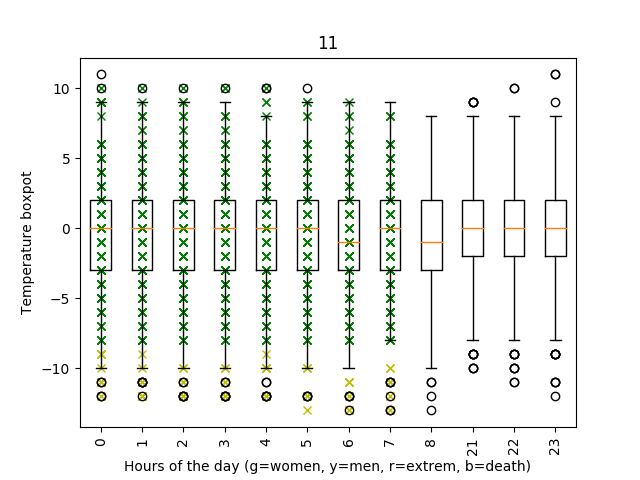 11
10
5
0
−5
−10
Temperature boxpot
0 1 2 3 4 5 6 7 8 21 22 23
Hours of the day (g=women, y=men, r=extrem, b=death)